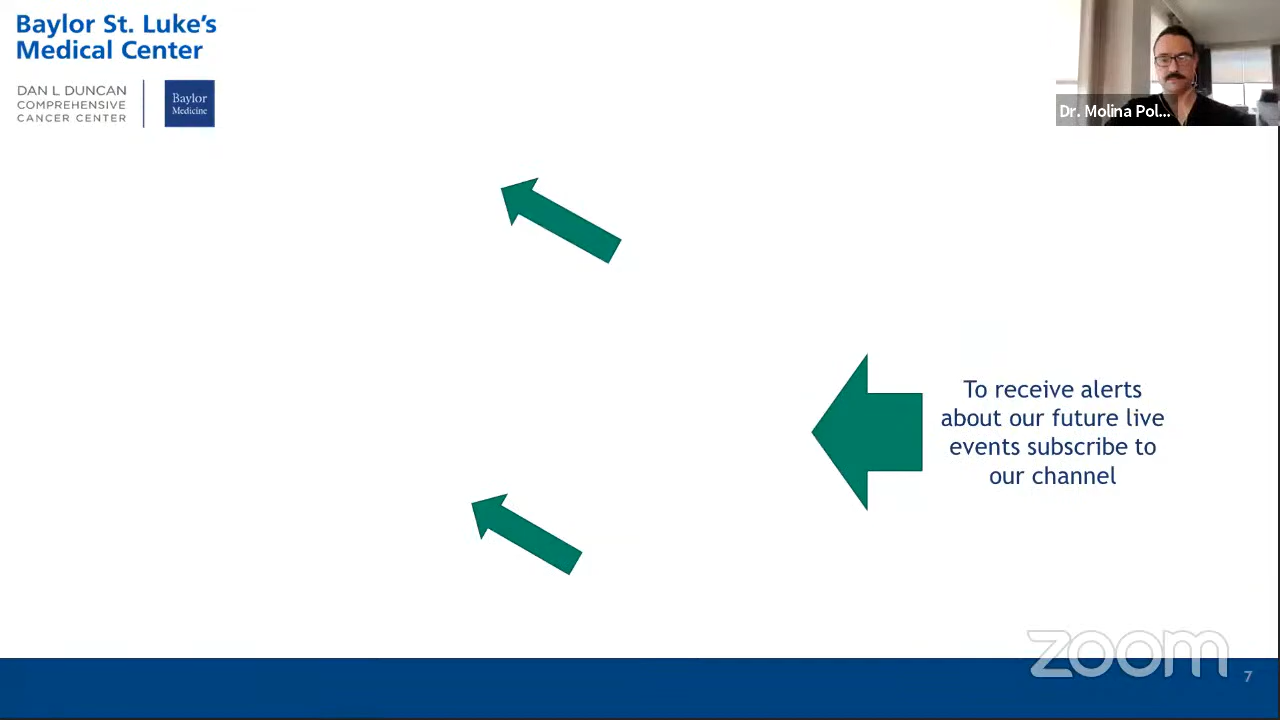 Baylor St. Luke's
Medical Center
DAN L DUNCAN
COMPREHENSIVE
CANCER CENTER
Baylor
Medicine
Dr. Molina Pol...
To receive alerts
about our future live
events subscribe to
our channel
zoom
7